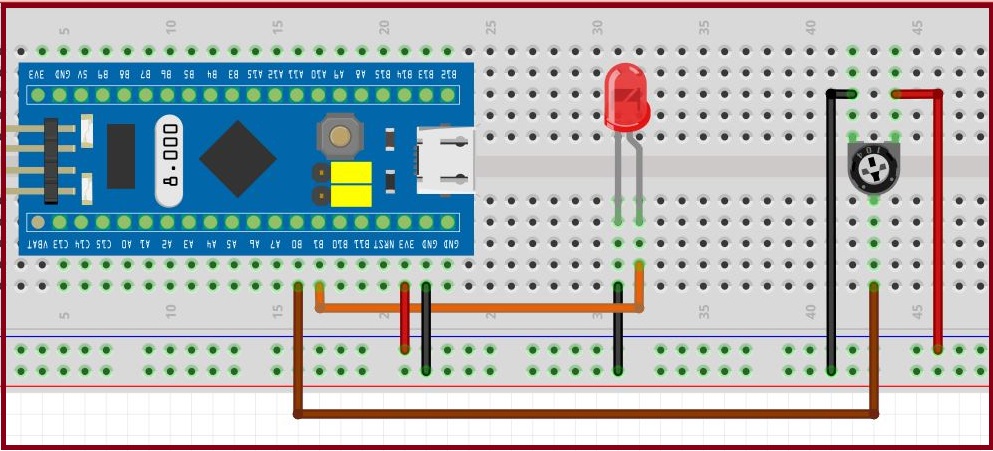 5 10 15 20 25 30 35 40 45
3V3 GND 5V B9 B8 B7 B6 B5 B4 B3 A15 A12 A11 A10 A9 A8 B15 B14 B13 B12
8.000
104
VBAT C13 C14 C15 A0 A1 A2 A3 A4 A5 A6 A7 B0 B1 B10 B11 NRST 3V3 GND GND
5 10 15 20 25 30 35 40 45